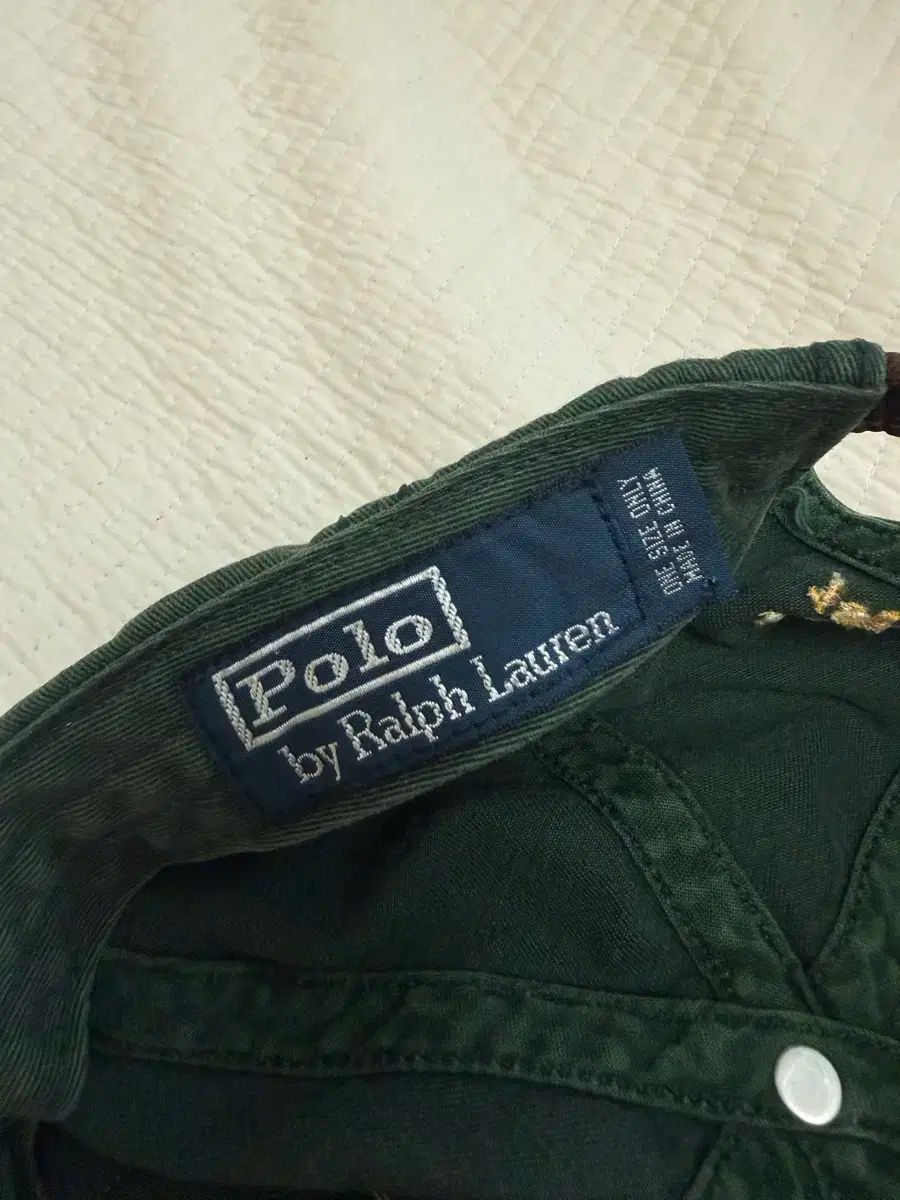 Polo
by Ralph Lauren
ONE SIZE ONLY
MADE IN CHINA